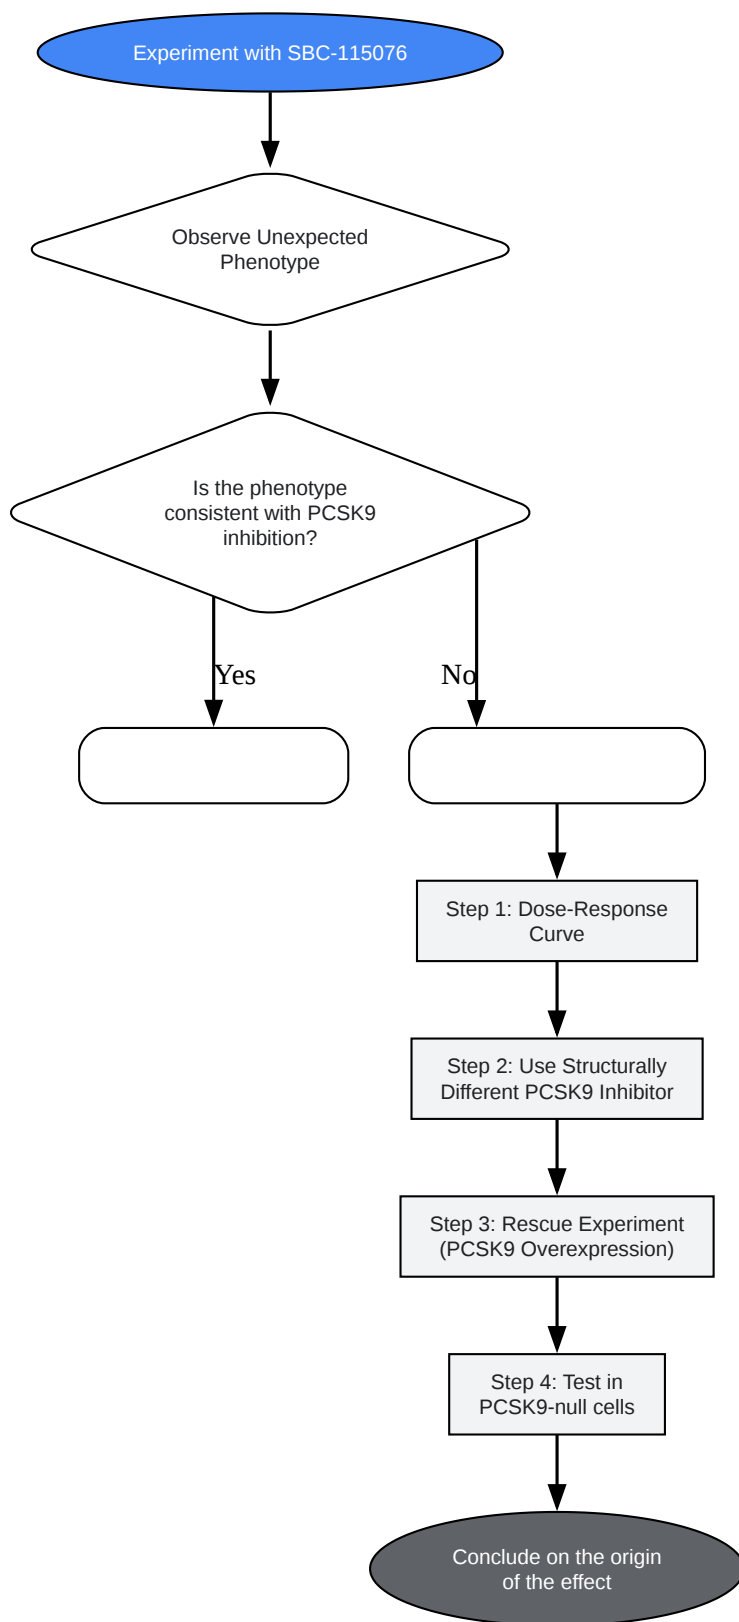 Experiment with SBC-115076
Observe Unexpected
Phenotype
Is the phenotype
consistent with PCSK9
inhibition?
Yes
No
Step 1: Dose-Response
Curve
Step 2: Use Structurally
Different PCSK9 Inhibitor
Step 3: Rescue Experiment
(PCSK9 Overexpression)
Step 4: Test in
PCSK9-null cells
Conclude on the origin
of the effect